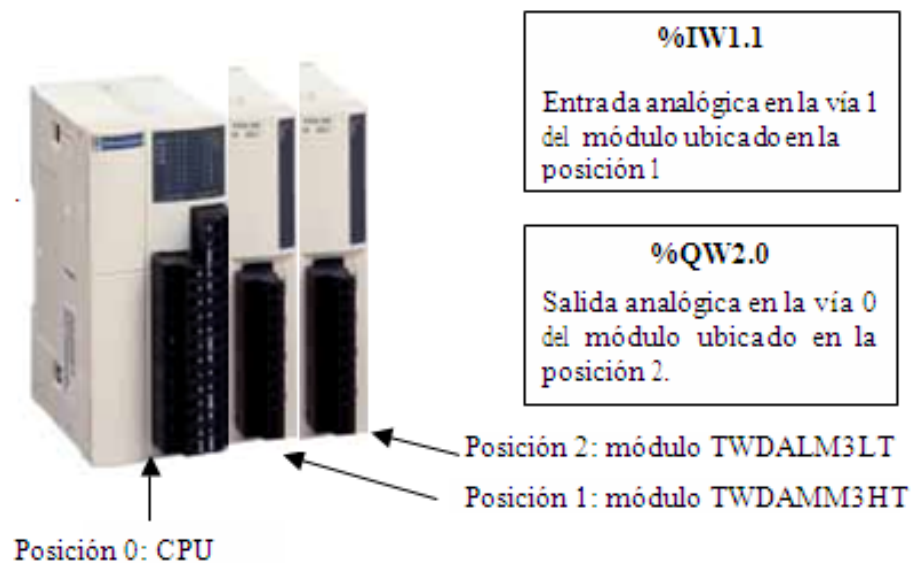 %IW1.1
Entrada analógica en la vía 1
del módulo ubicado en la
posición 1
%QW2.0
Salida analógica en la vía 0
del módulo ubicado en la
posición 2.
Posición 2: módulo TWDALM3LT
Posición 1: módulo TWDAMM3HT
Posición 0: CPU